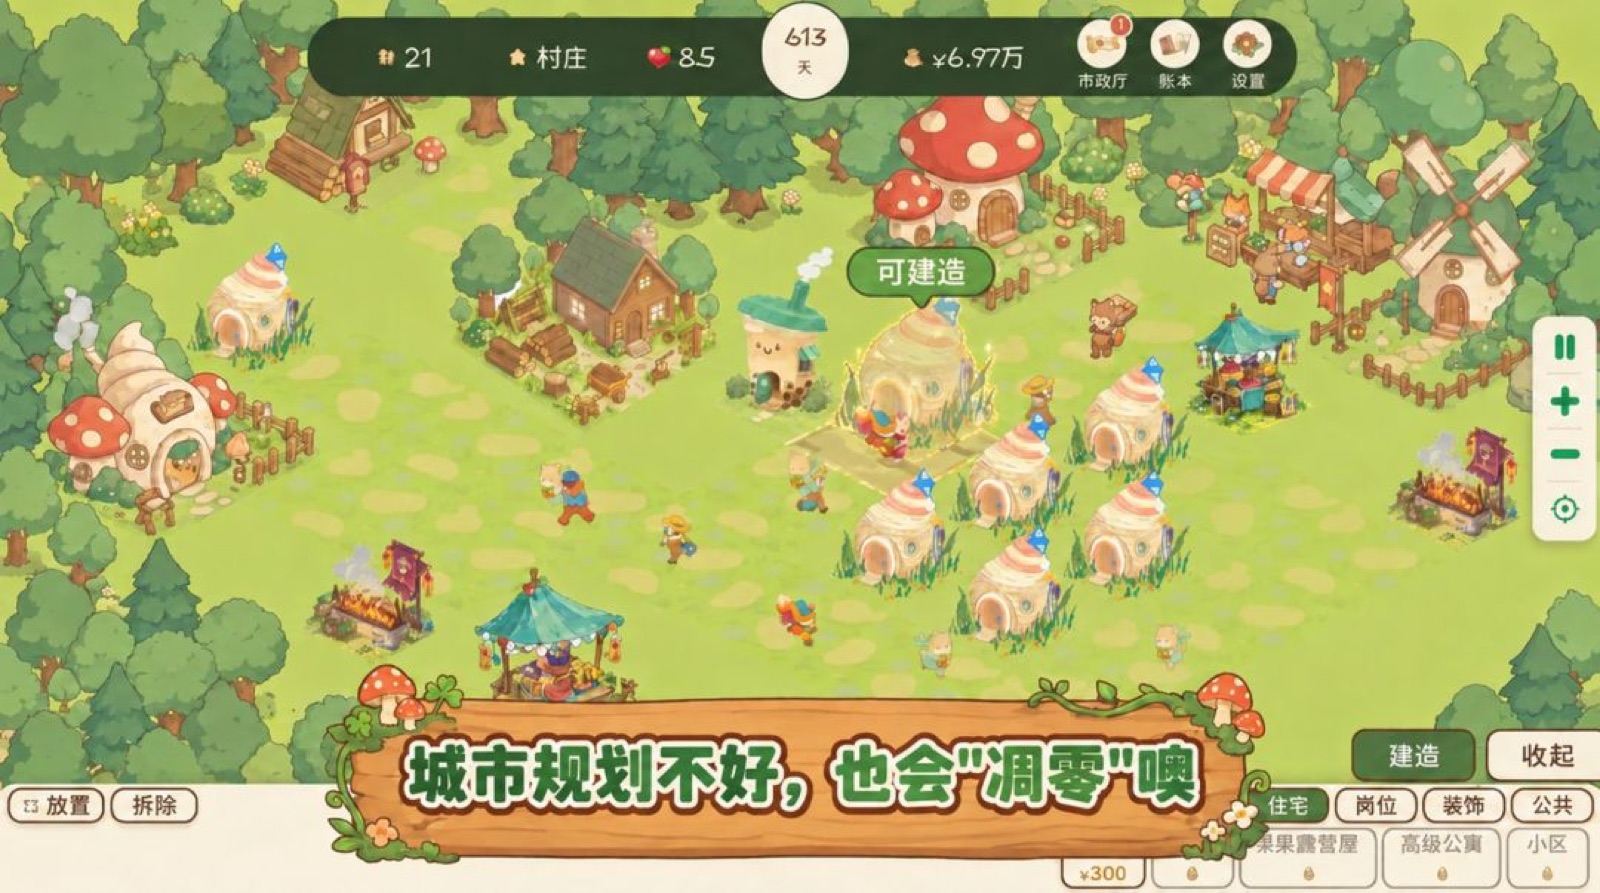 21
村庄
85
613
天
¥6.97万
1
市政厅
账本
设置
可建造
城市规划不好，也会"凋零"噢
建造
收起
放置
拆除
住宅
岗位
装饰
公共
果果露营屋
高级公寓
小区
¥300